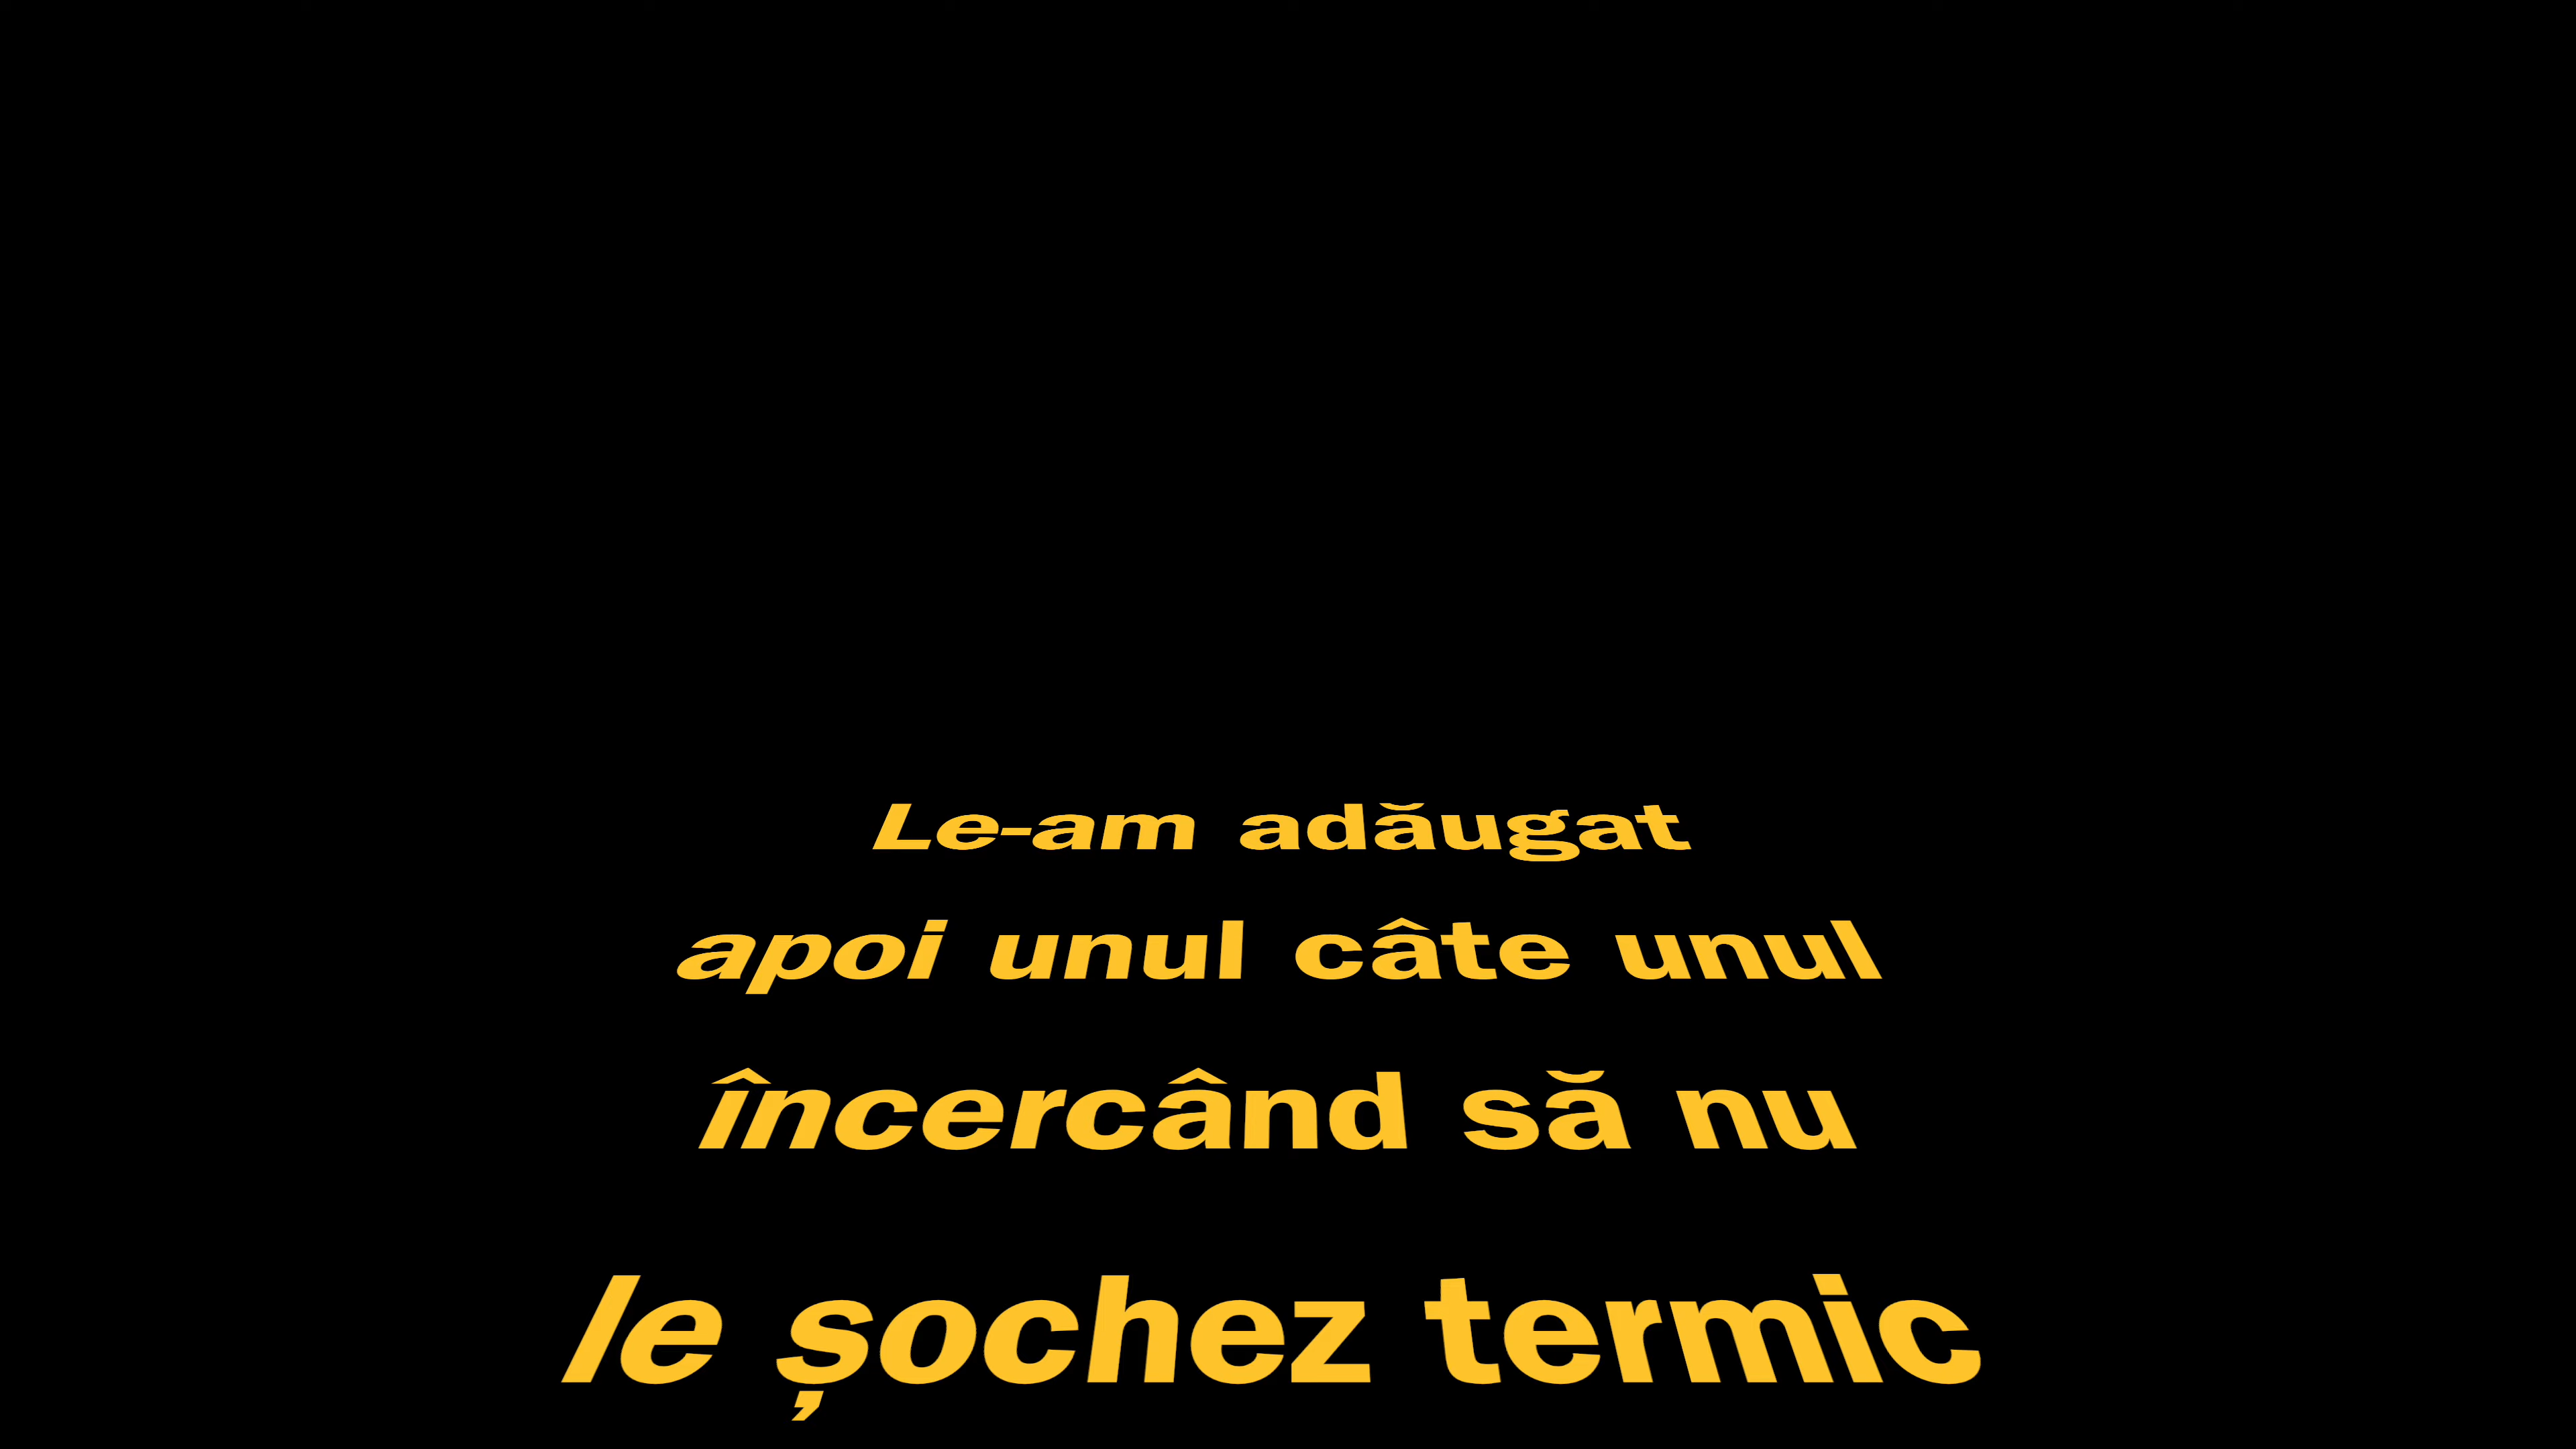 Le-am adăugat
apoi unul câte unul
încercând să nu
le șochez termic